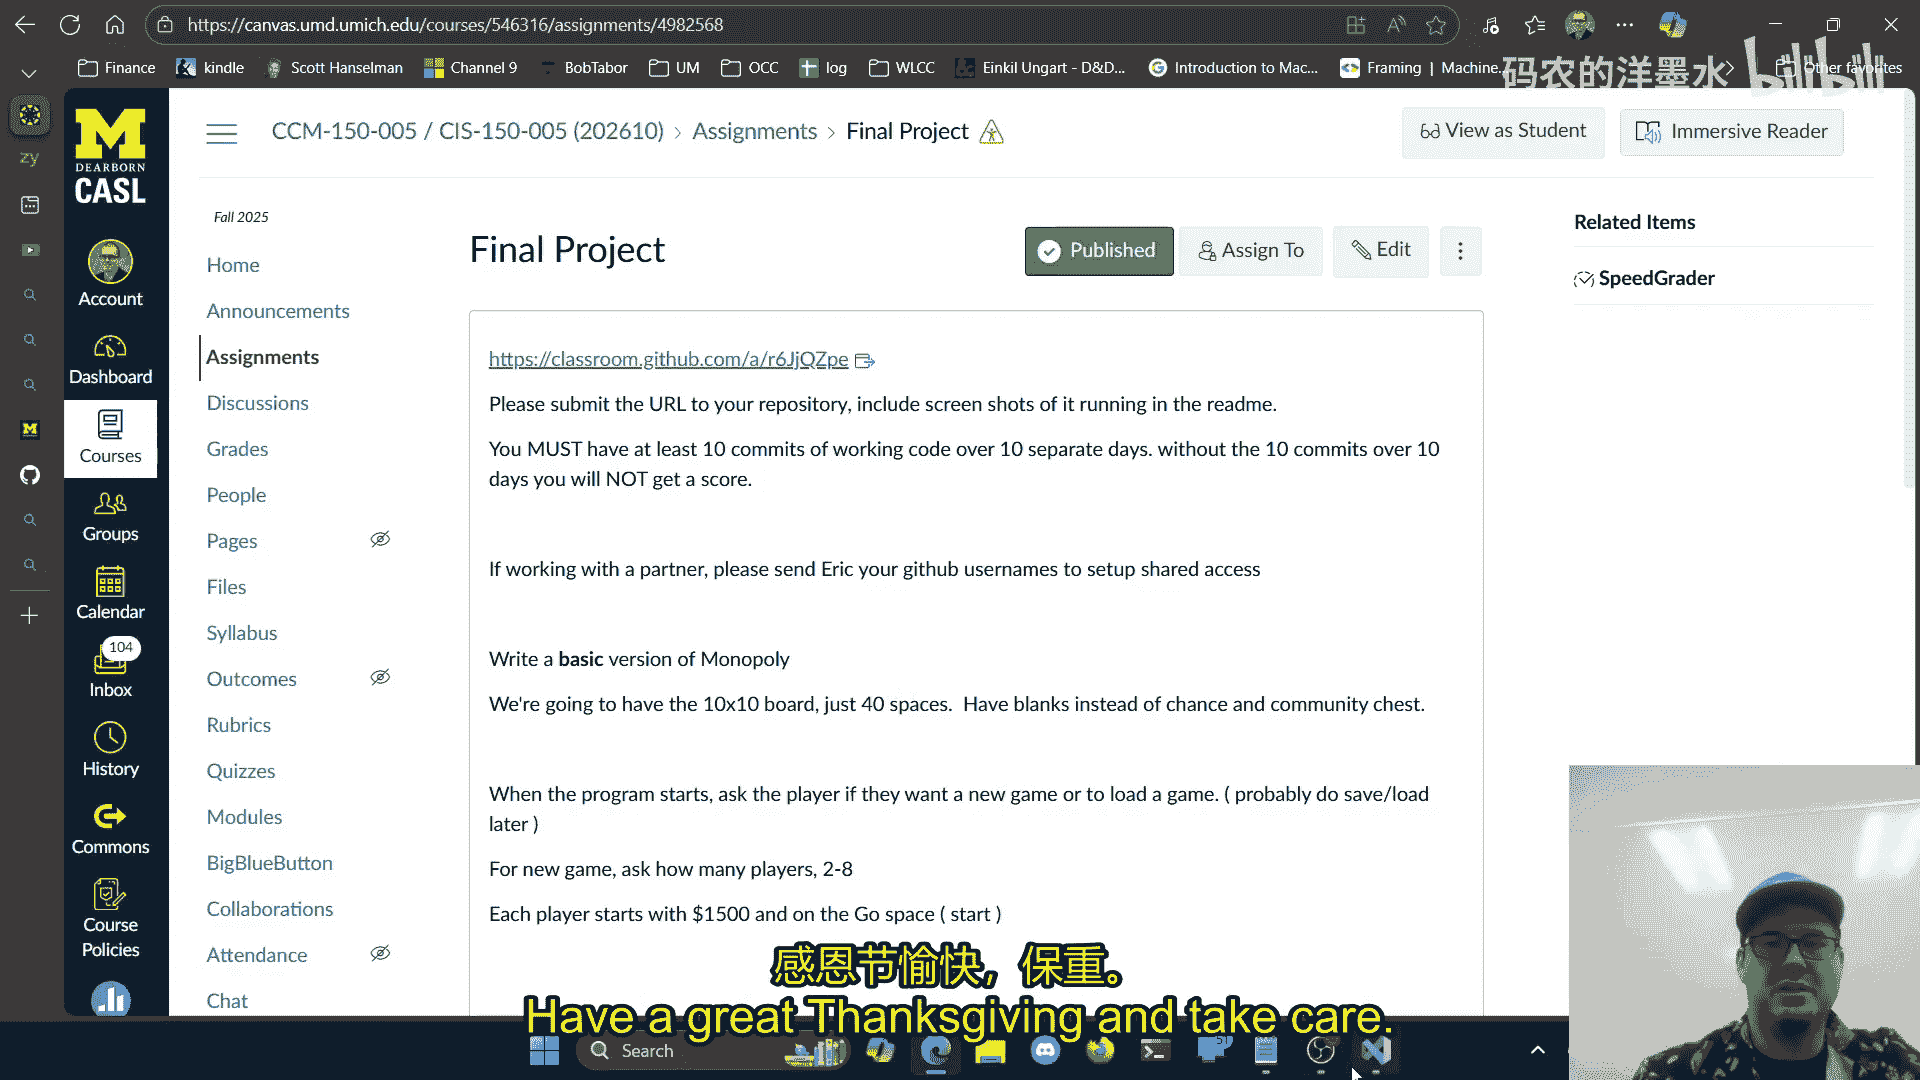 https://canvas.umd.umich.edu/courses/546316/assignments/4982568
Finance
kindle
Scott Hanselman
Channel 9
BobTabor
UM
OCC
log
WLCC
Einkil Ungart - D&D...
Introduction to Mac...
Framing | Machine...
Other favorites
码农的洋墨水
bilibili
zy
M
DEARBORN
CASL
Account
Dashboard
Courses
Groups
Calendar
104
Inbox
History
Commons
Course
Policies
CCM-150-005 / CIS-150-005 (202610) › Assignments › Final Project
View as Student
Immersive Reader
Fall 2025
Home
Announcements
Assignments
Discussions
Grades
People
Pages
Files
Syllabus
Outcomes
Rubrics
Quizzes
Modules
BigBlueButton
Collaborations
Attendance
Chat
Final Project
Published
Assign To
Edit
Related Items
SpeedGrader
https://classroom.github.com/a/r6JjQZpe
Please submit the URL to your repository, include screen shots of it running in the readme.
You MUST have at least 10 commits of working code over 10 separate days. without the 10 commits over 10
days you will NOT get a score.
If working with a partner, please send Eric your github usernames to setup shared access
Write a basic version of Monopoly
We're going to have the 10x10 board, just 40 spaces. Have blanks instead of chance and community chest.
When the program starts, ask the player if they want a new game or to load a game. ( probably do save/load
later )
For new game, ask how many players, 2-8
Each player starts with $1500 and on the Go space ( start )
感恩节愉快，保重。
Have a great Thanksgiving and take care.
Search